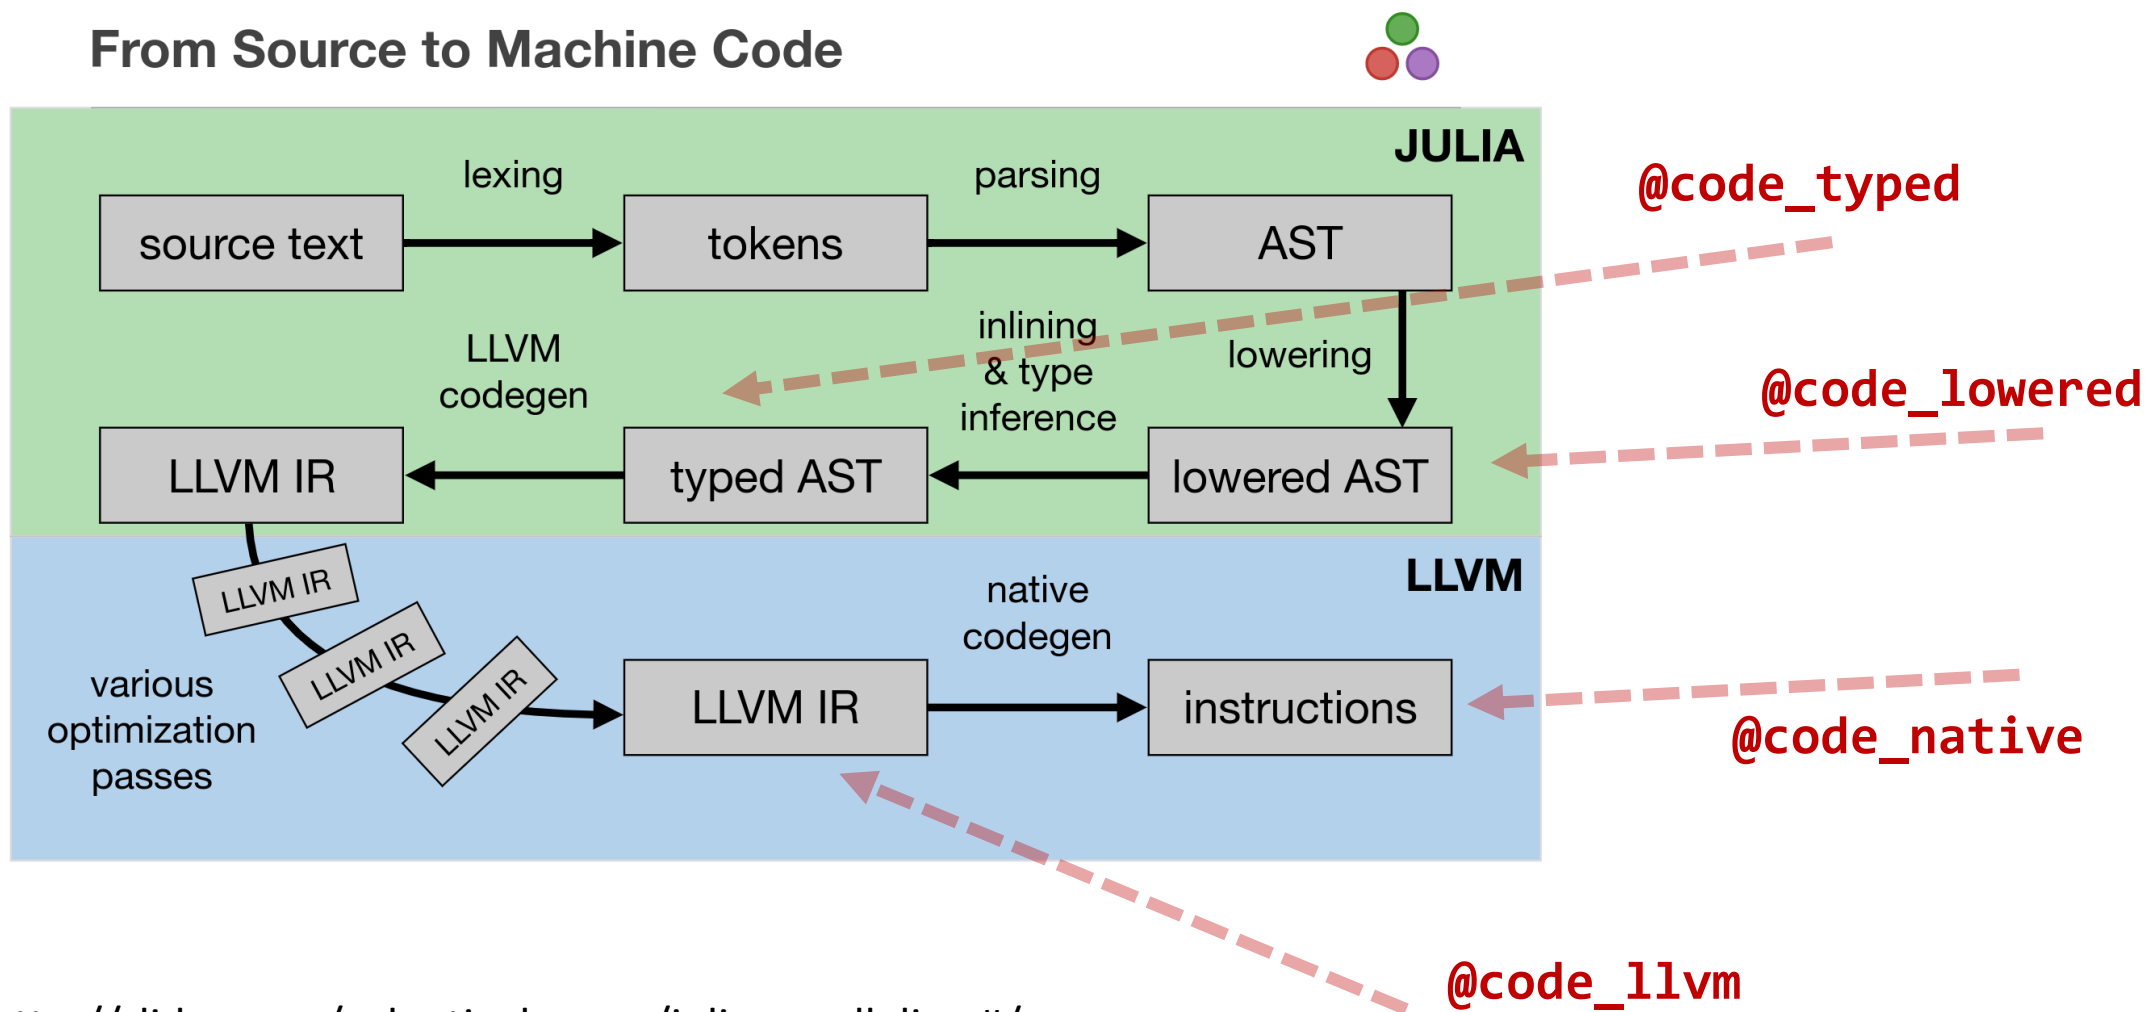 From Source to Machine Code
JULIA
lexing
parsing
@code_typed
source text
tokens
AST
LLVM
codegen
inlining
& type
inference
lowering
@code_lowered
LLVM IR
typed AST
lowered AST
LLVM
LLVM IR
LLVM IR
LLVM IR
various
optimization
passes
native
codegen
LLVM IR
instructions
@code_native
@code_llvm